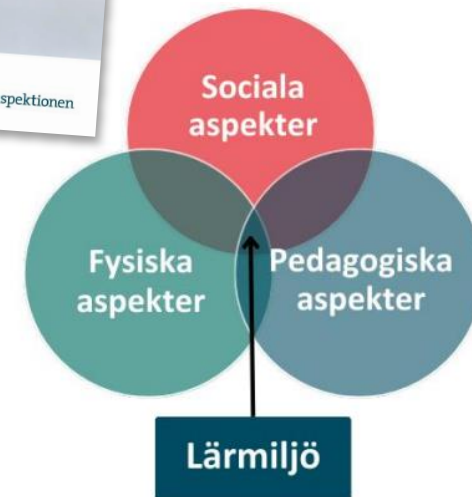 spektionen
Sociala
aspekter
Fysiska
aspekter
Pedagogiska
aspekter
Lärmiljö